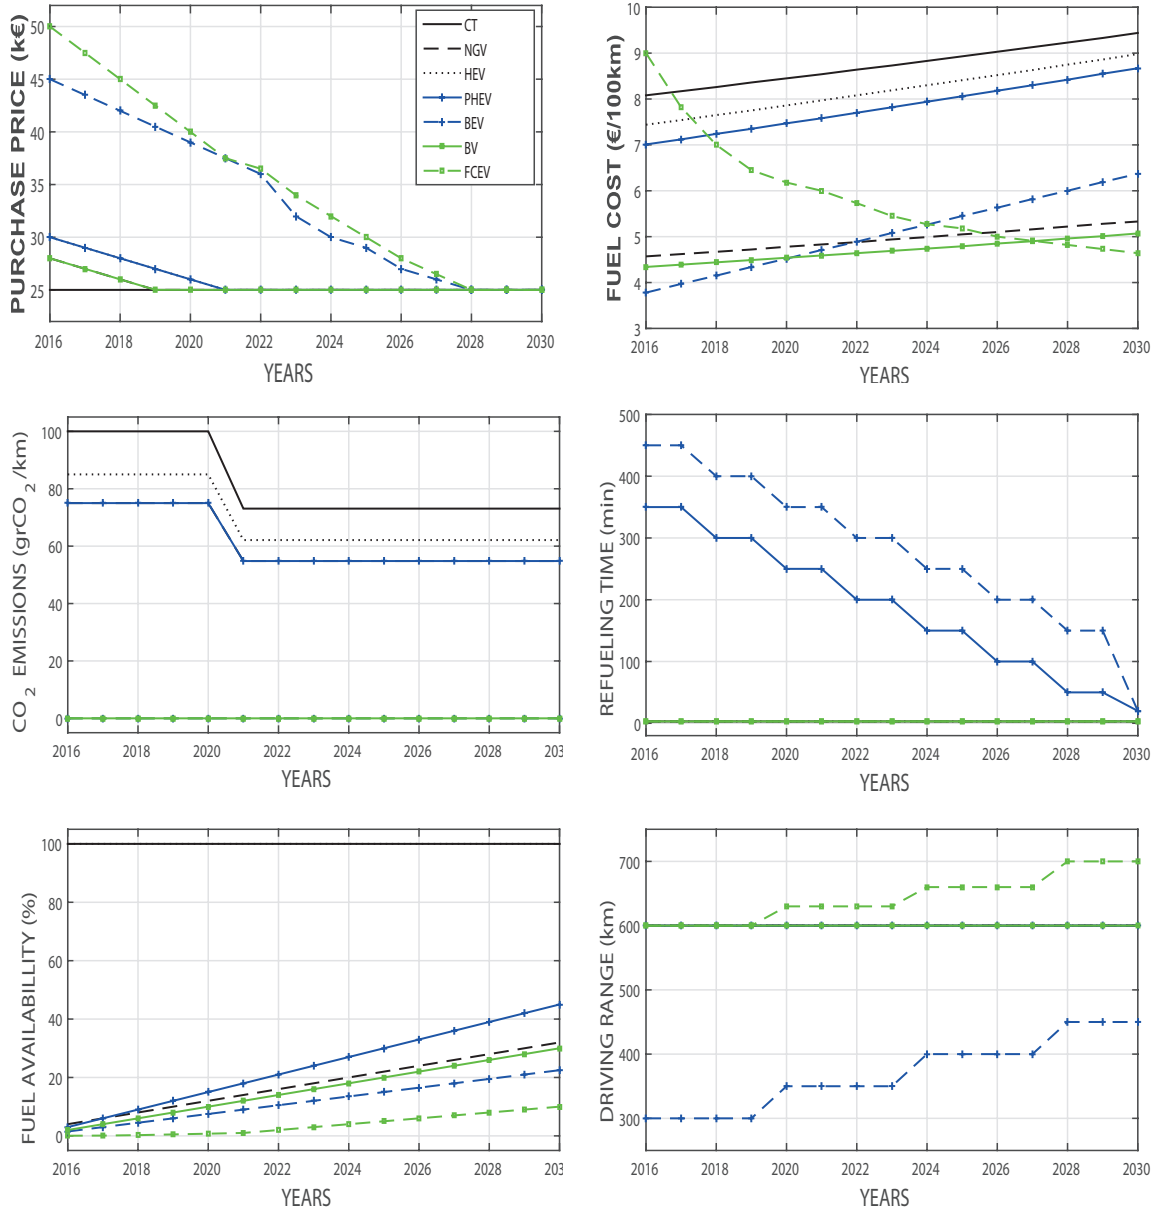 PURCHASE PRICE (k€)
50
45
40
35
30
25
2016 2018 2020 2022 2024 2026 2028 2030
YEARS
CT
NGV
HEV
PHEV
BEV
BV
FCEV
FUEL COST (€/100km)
10
9
8
7
6
5
4
3
2016 2018 2020 2022 2024 2026 2028 2030
YEARS
CO2 EMISSIONS (grCO2/km)
100
80
60
40
20
0
2016 2018 2020 2022 2024 2026 2028 203
YEARS
REFUELING TIME (min)
500
400
300
200
100
0
2016 2018 2020 2022 2024 2026 2028 2030
YEARS
FUEL AVAILABILLITY (%)
100
80
60
40
20
0
2016 2018 2020 2022 2024 2026 2028 203
YEARS
DRIVING RANGE (km)
700
600
500
400
300
2016 2018 2020 2022 2024 2026 2028 2030
YEARS